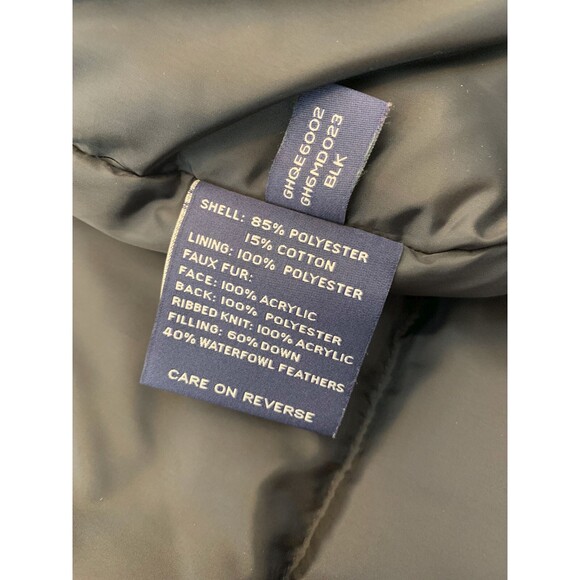 GHQE6002
GH6MD023
BLK
SHELL: 85% POLYESTER
15% COTTON
LINING: 100% POLYESTER
FAUX FUR:
FACE: 100% ACRYLIC
BACK: 100% POLYESTER
RIBBED KNIT: 100% ACRYLIC
FILLING: 60% DOWN
40% WATERFOWL FEATHERS
CARE ON REVERSE